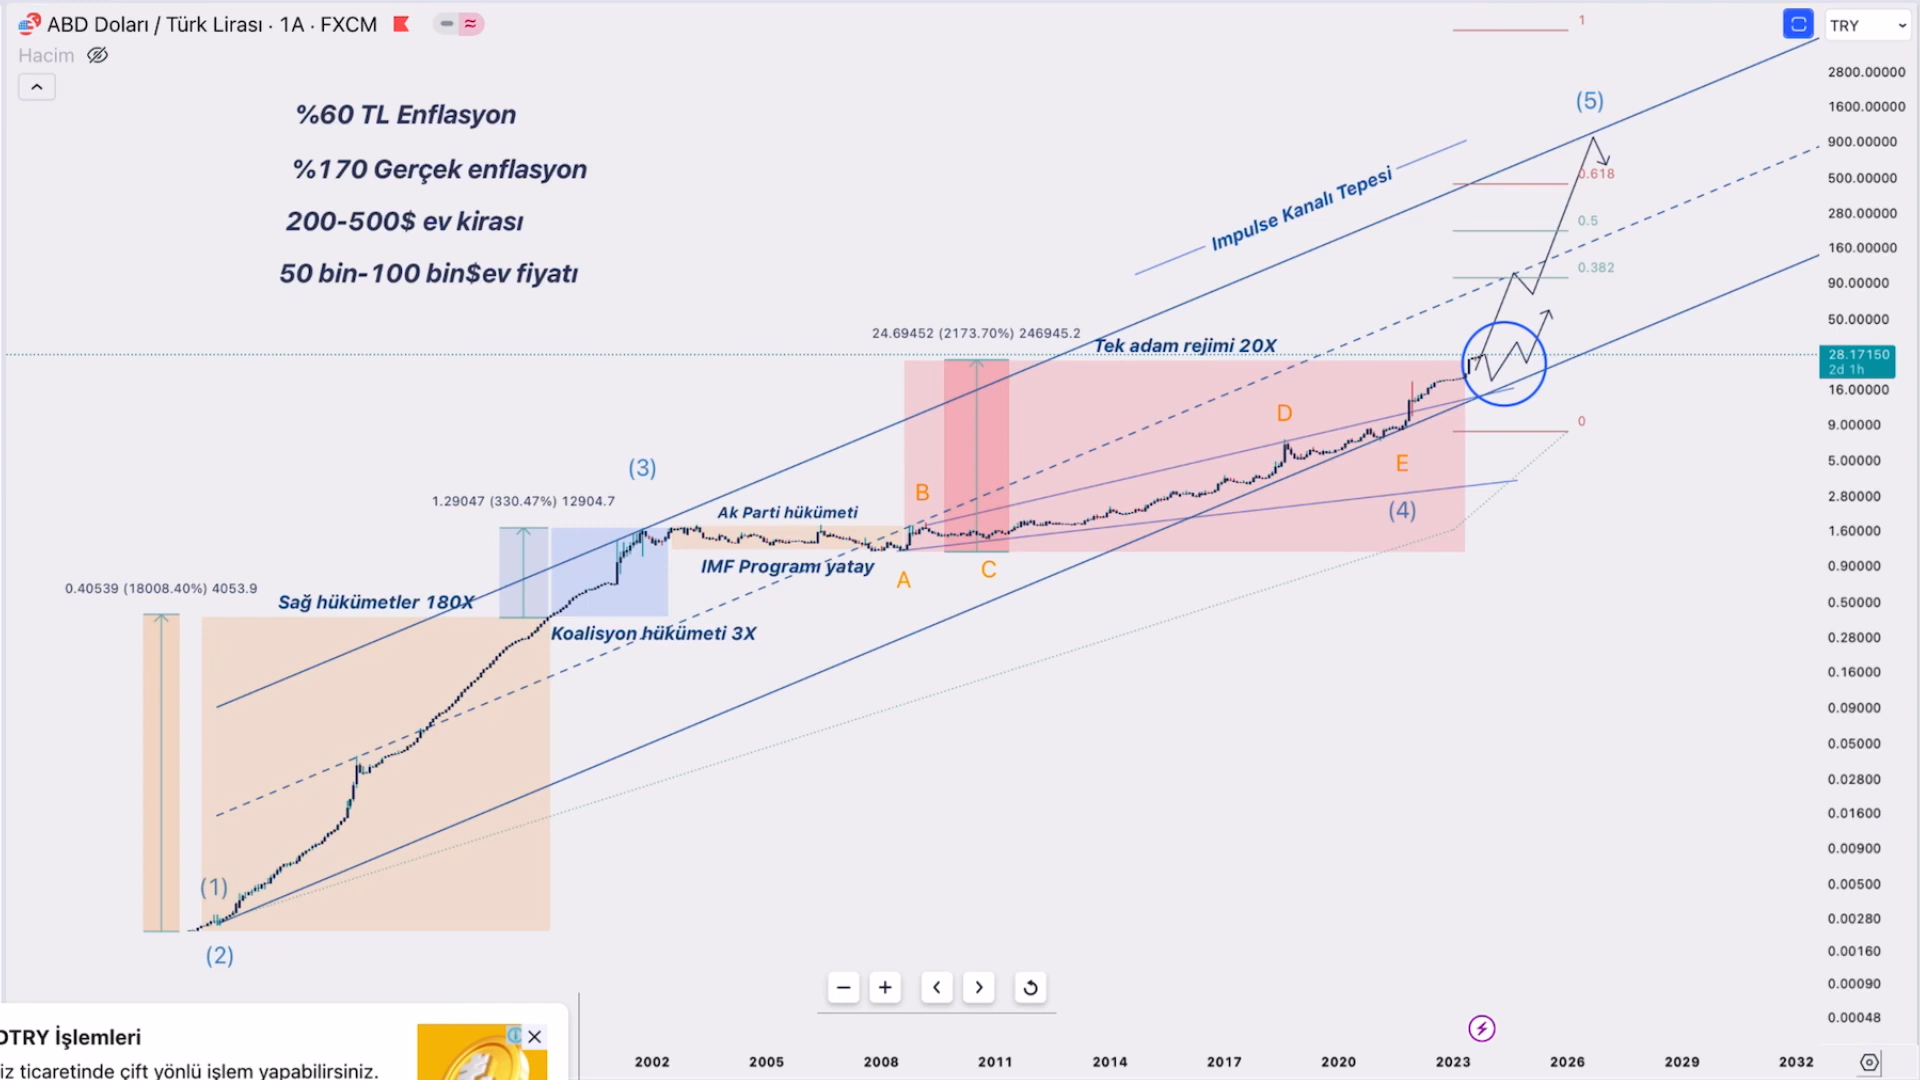 ABD Doları / Türk Lirası · 1A · FXCM
TRY
Hacim
%60 TL Enflasyon
%170 Gerçek enflasyon
200-500$ ev kirası
50 bin-100 bin$ev fiyatı
1
(5)
Impulse Kanalı Tepesi
0.618
0.5
0.382
0
24.69452 (2173.70%) 246945.2
Tek adam rejimi 20X
D
E
(4)
(3)
1.29047 (330.47%) 12904.7
B
Ak Parti hükümeti
IMF Programı yatay
A
C
0.40539 (18008.40%) 4053.9
Sağ hükümetler 180X
Koalisyon hükümeti 3X
(1)
(2)
2800.00000
1600.00000
900.00000
500.00000
280.00000
160.00000
90.00000
50.00000
28.17150
2d 1h
16.00000
9.00000
5.00000
2.80000
1.60000
0.90000
0.50000
0.28000
0.16000
0.09000
0.05000
0.02800
0.01600
0.00900
0.00500
0.00280
0.00160
0.00090
0.00048
DTRY İşlemleri
iz ticaretinde çift yönlü işlem yapabilirsiniz.
2002 2005 2008 2011 2014 2017 2020 2023 2026 2029 2032